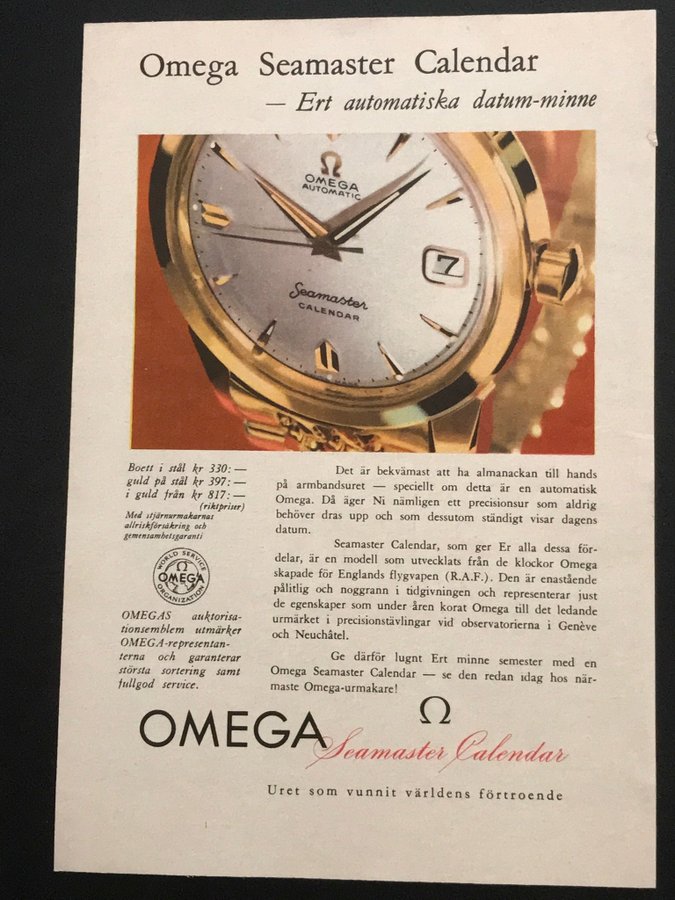 Omega Seamaster Calendar
— Ert automatiska datum-minne
Ω
OMEGA
AUTOMATIC
7
Seamaster
CALENDAR
Boett i stål kr 330: —
guld på stål kr 397: —
i guld från kr 817: —
(riktpriser)
Med stjärnurmakarnas
allriskförsäkring och
gemensamhetsgaranti
WORLD SERVICE
Ω
OMEGA
ORGANIZATION
OMEGAS auktorisa-
tionsemblem utmärker
OMEGA-representan-
terna och garanterar
största sortering samt
fullgod service.
Det är bekvämast att ha almanackan till hands
på armbandsuret — speciellt om detta är en automatisk
Omega. Då äger Ni nämligen ett precisionsur som aldrig
behöver dras upp och som dessutom ständigt visar dagens
datum.
Seamaster Calendar, som ger Er alla dessa för-
delar, är en modell som utvecklats från de klockor Omega
skapade för Englands flygvapen (R.A.F.). Den är enastående
pålitlig och noggrann i tidgivningen och representerar just
de egenskaper som under åren korat Omega till det ledande
urmärket i precisionstävlingar vid observatorierna i Genève
och Neuchâtel.
Ge därför lugnt Ert minne semester med en
Omega Seamaster Calendar — se den redan idag hos när-
maste Omega-urmakare!
Ω
OMEGA Seamaster Calendar
Uret som vunnit världens förtroende